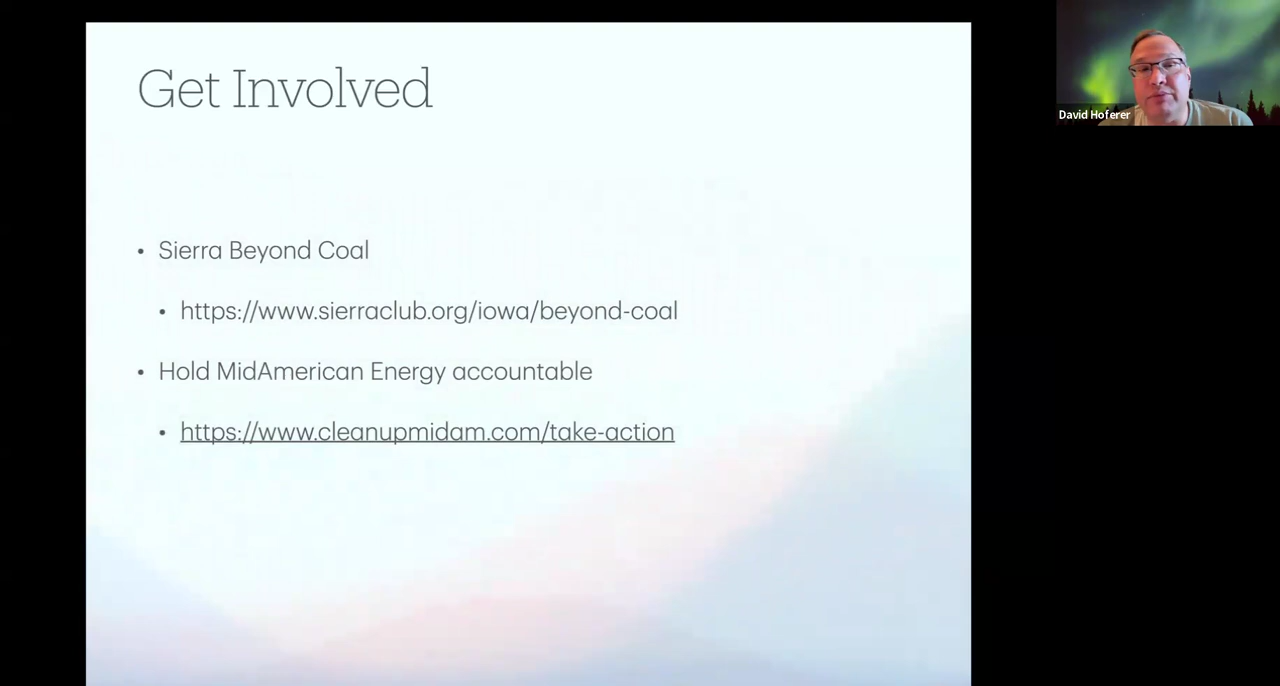 Get Involved
• Sierra Beyond Coal
• https://www.sierraclub.org/iowa/beyond-coal
• Hold MidAmerican Energy accountable
• https://www.cleanupmidam.com/take-action
David Hoferer